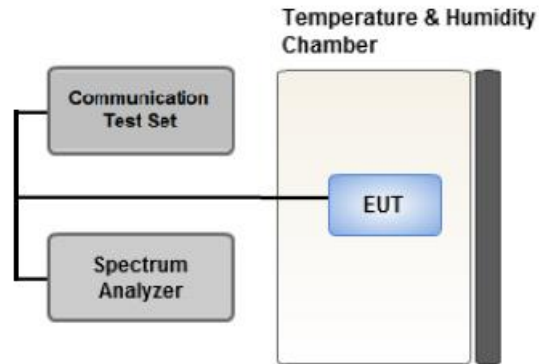 Temperature & Humidity
Chamber
Communication
Test Set
EUT
Spectrum
Analyzer